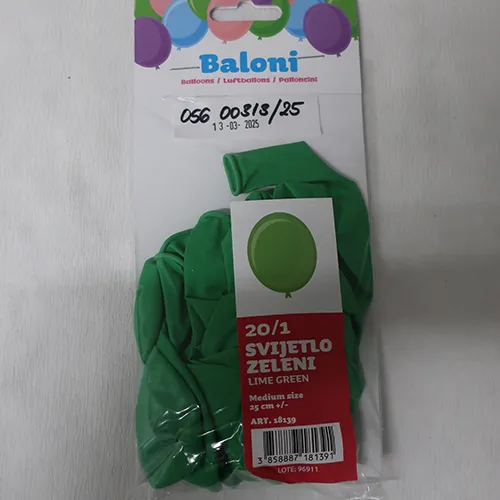 Baloni
Balloons / Luftballons / Palloncini
056 00313/25
13-03-2025
20/1
SVIJETLO
ZELENI
LIME GREEN
Medium size
25 cm +/-
ART. 18139
3 858887 181391
LOTE: 96911